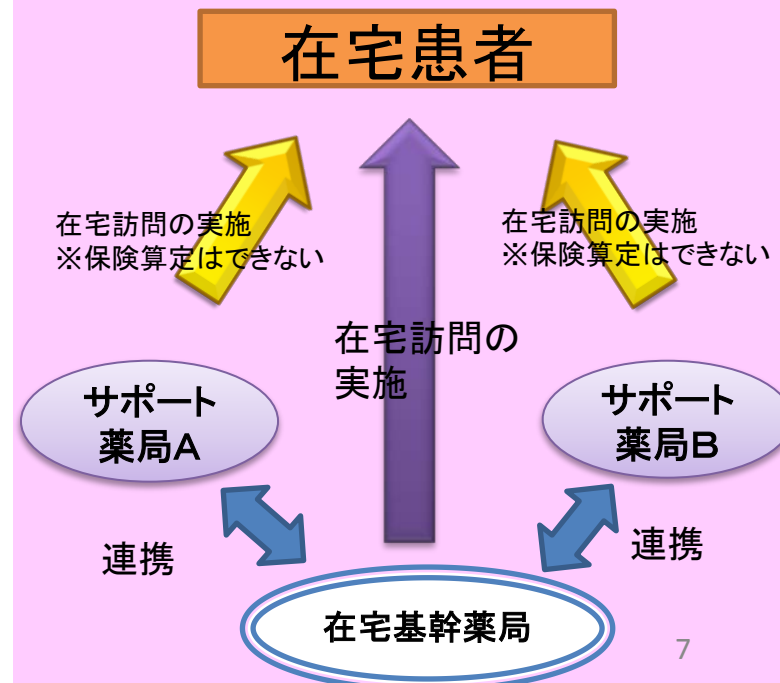 在宅患者
在宅訪問の実施
※保険算定はできない
在宅訪問の実施
※保険算定はできない
在宅訪問の
実施
サポート
薬局A
サポート
薬局B
連携
連携
在宅基幹薬局
7